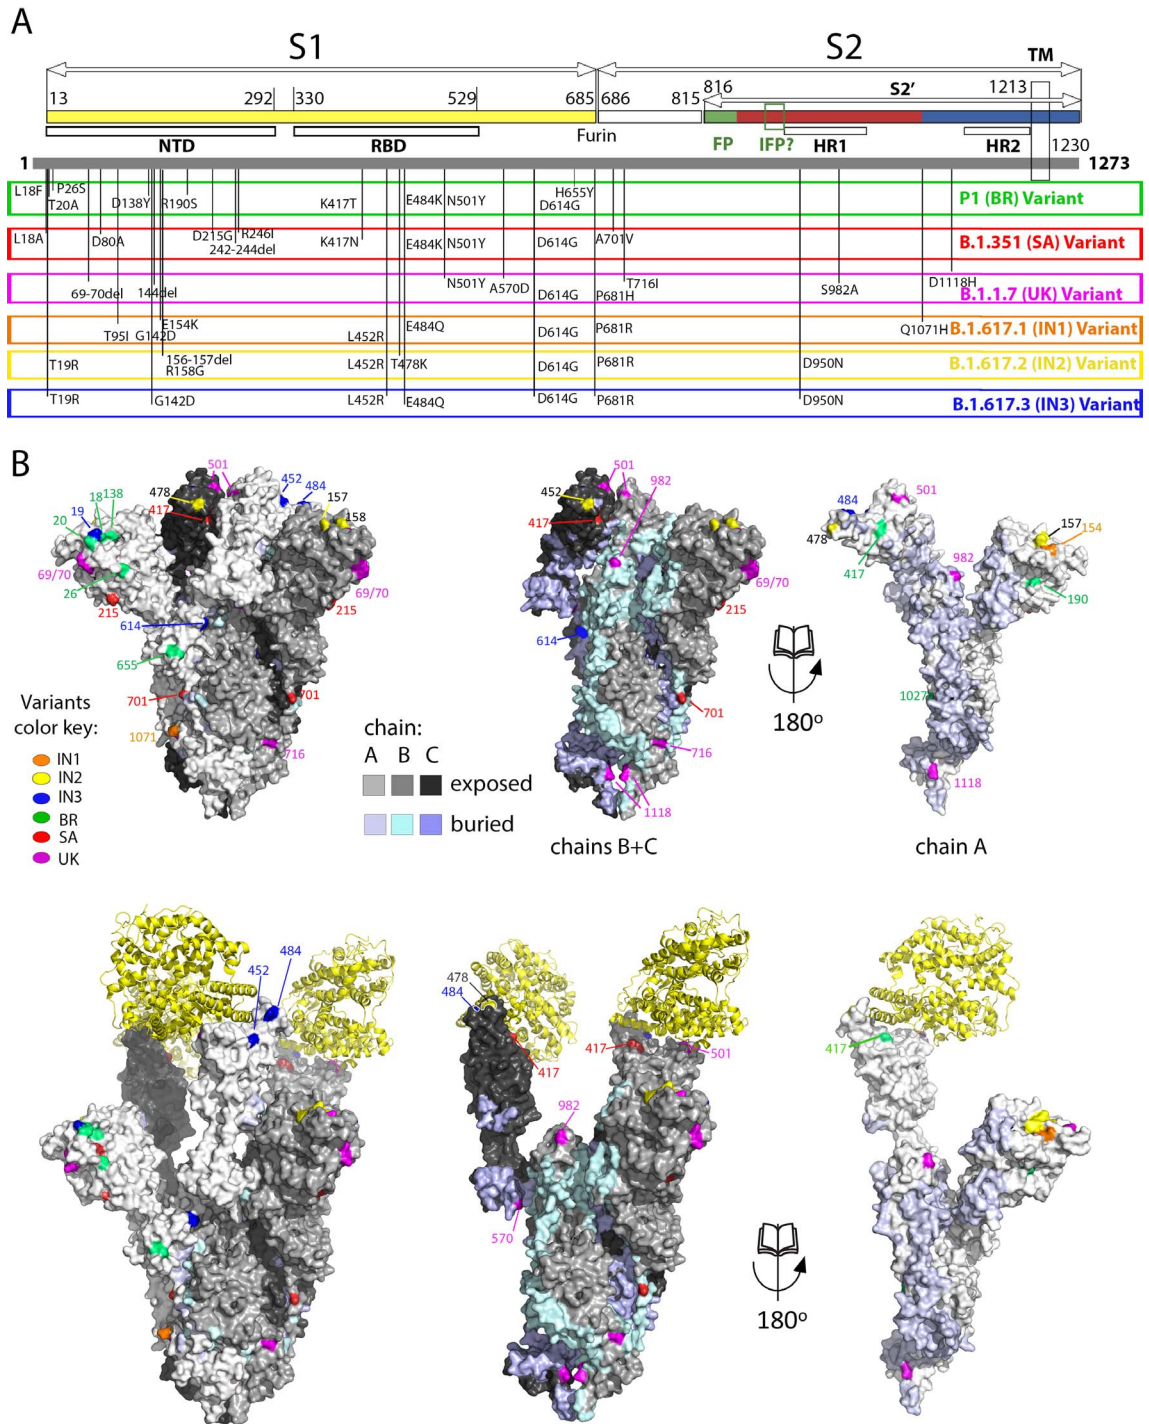 A
S1
S2
TM
13
292
330
529
685
686
815
816
S2’
1213
NTD
RBD
Furin
FP
IFP?
HR1
HR2
1230
1
1273
L18F
P26S
T20A
D138Y
R190S
K417T
E484K
N501Y
H655Y
D614G
P1 (BR) Variant
L18A
D80A
D215G
R246I
242-244del
K417N
E484K
N501Y
D614G
A701V
B.1.351 (SA) Variant
69-70del
144del
N501Y
A570D
D614G
P681H
T716I
S982A
D1118H
B.1.1.7 (UK) Variant
T95I
G142D
E154K
L452R
E484Q
D614G
P681R
Q1071H
B.1.617.1 (IN1) Variant
T19R
156-157del
R158G
L452R
T478K
D614G
P681R
D950N
B.1.617.2 (IN2) Variant
T19R
G142D
L452R
E484Q
D614G
P681R
D950N
B.1.617.3 (IN3) Variant
B
501
452
484
478
417
157
158
138
18
19
20
69/70
26
215
614
655
701
1071
69/70
215
701
716
501
982
452
417
69/70
215
614
701
716
1118
chains B+C
180o
484
501
478
417
157
154
982
190
1027
1118
chain A
Variants
color key:
IN1
IN2
IN3
BR
SA
UK
chain:
A B C
exposed
buried
452
484
478
484
417
417
501
982
570
180o
417